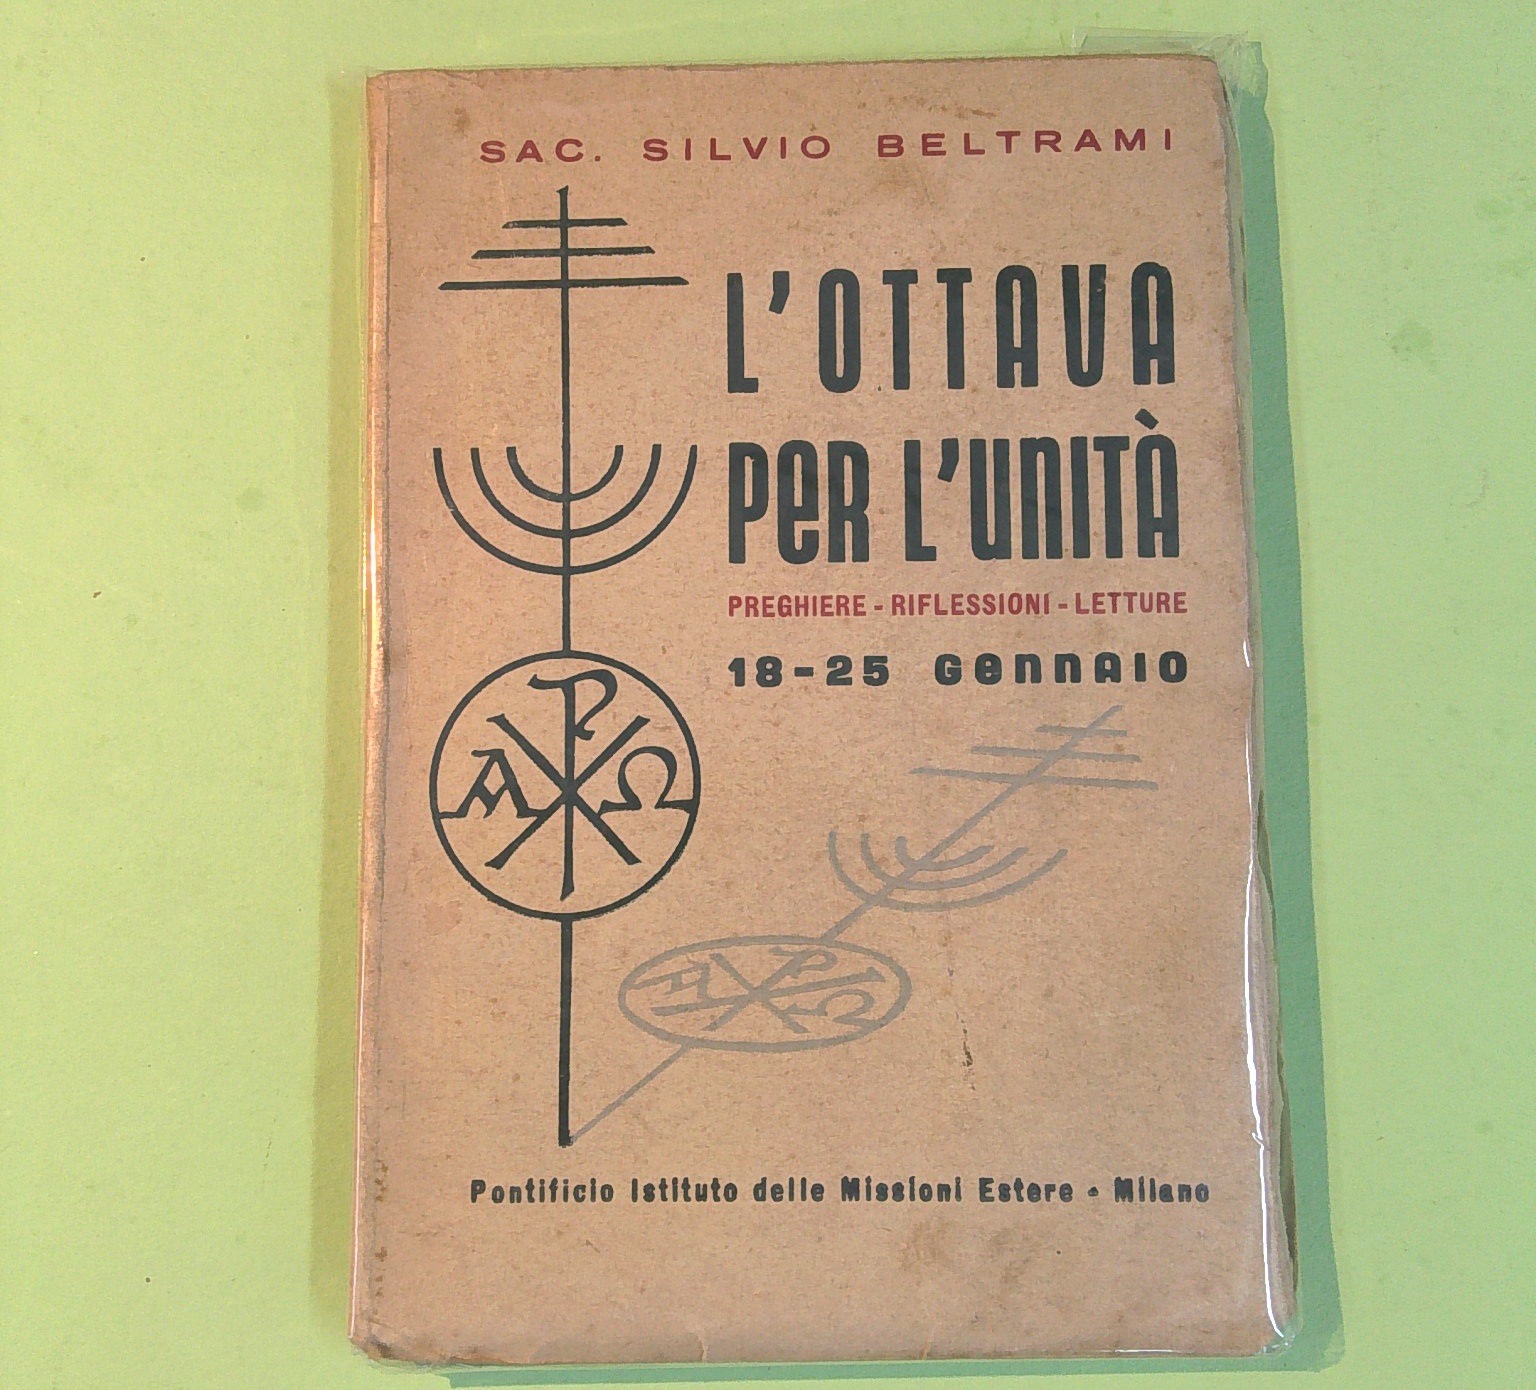 SAC. SILVIO BELTRAMI
L'OTTAVA
PER L'UNITÀ
PREGHIERE - RIFLESSIONI - LETTURE
18-25 GENNAIO
Α Ρ Χ Ω
Α Ρ Χ Ω
Pontificio Istituto delle Missioni Estere - Milano